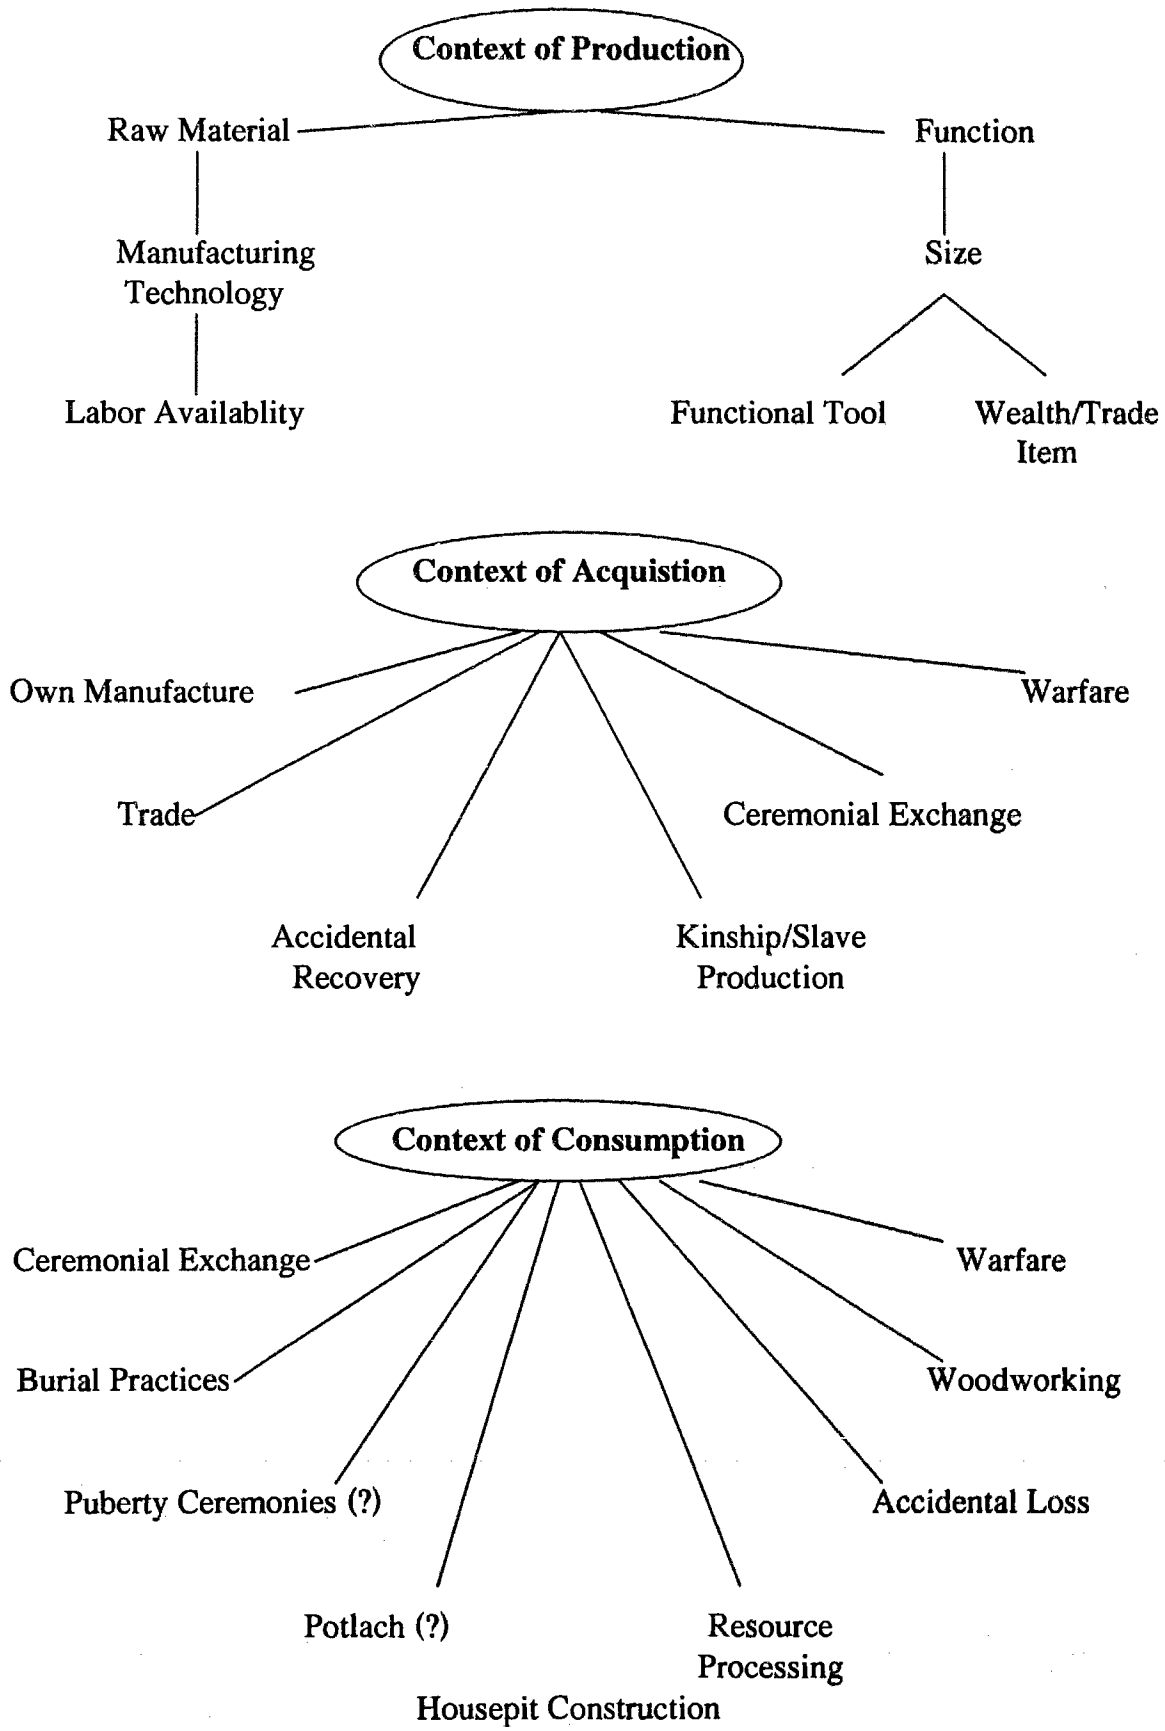 Context of Production
Raw Material
Function
Manufacturing
Technology
Size
Labor Availablity
Functional Tool
Wealth/Trade
Item
Context of Acquistion
Own Manufacture
Warfare
Trade
Ceremonial Exchange
Accidental
Recovery
Kinship/Slave
Production
Context of Consumption
Ceremonial Exchange
Warfare
Burial Practices
Woodworking
Puberty Ceremonies (?)
Accidental Loss
Potlach (?)
Resource
Processing
Housepit Construction